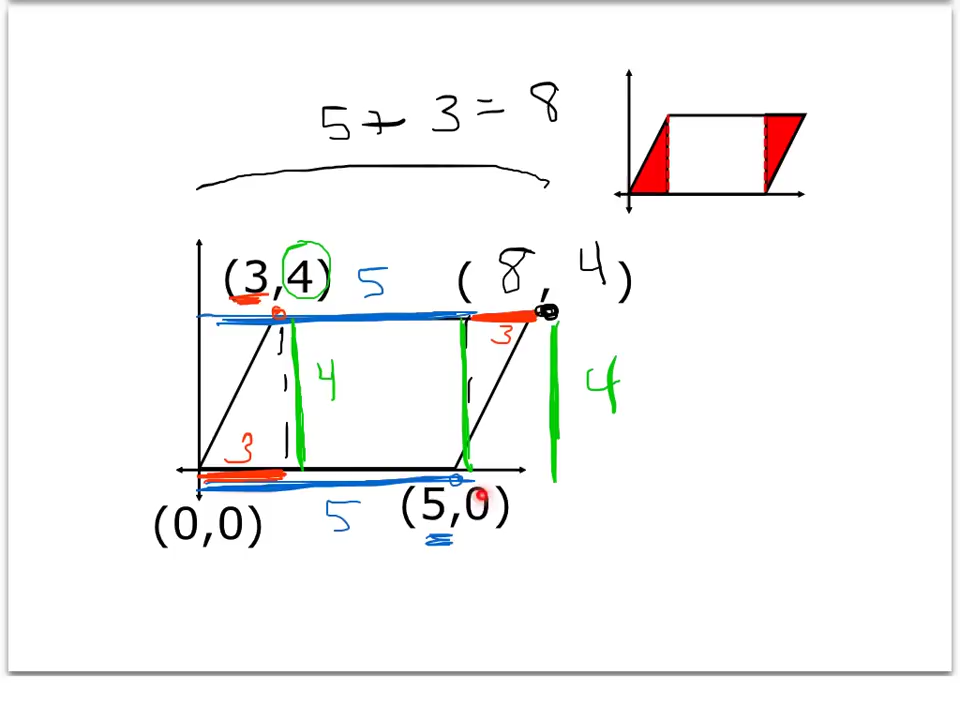 5 + 3 = 8
(3,4) 5 ( 8, 4)
3
4 4
3
(0,0) 5 (5,0)